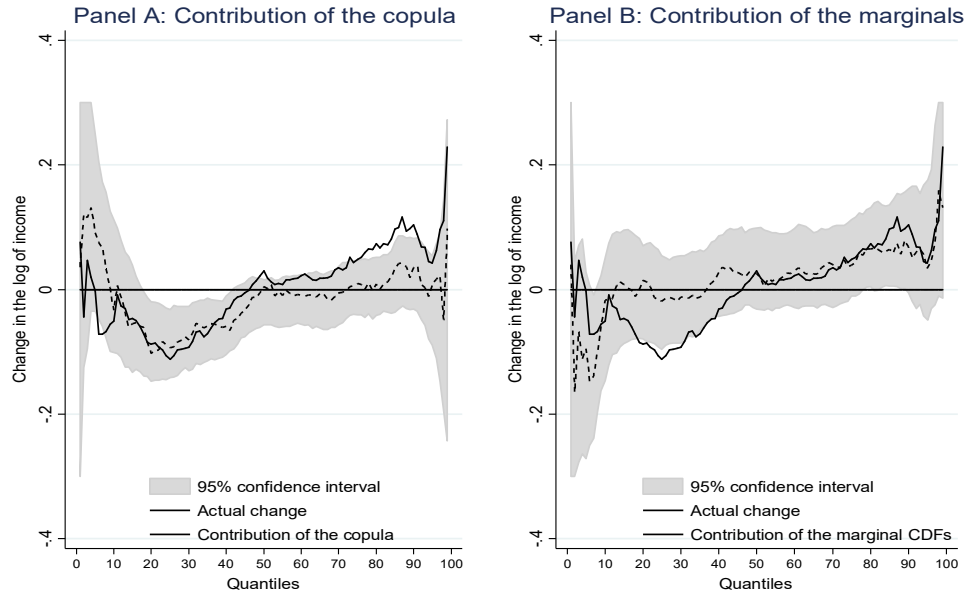 Panel A: Contribution of the copula
.4
.2
0
-.2
-.4
Change in the log of income
95% confidence interval
Actual change
Contribution of the copula
0 10 20 30 40 50 60 70 80 90 100
Quantiles
Panel B: Contribution of the marginals
.4
.2
0
-.2
-.4
Change in the log of income
95% confidence interval
Actual change
Contribution of the marginal CDFs
0 10 20 30 40 50 60 70 80 90 100
Quantiles